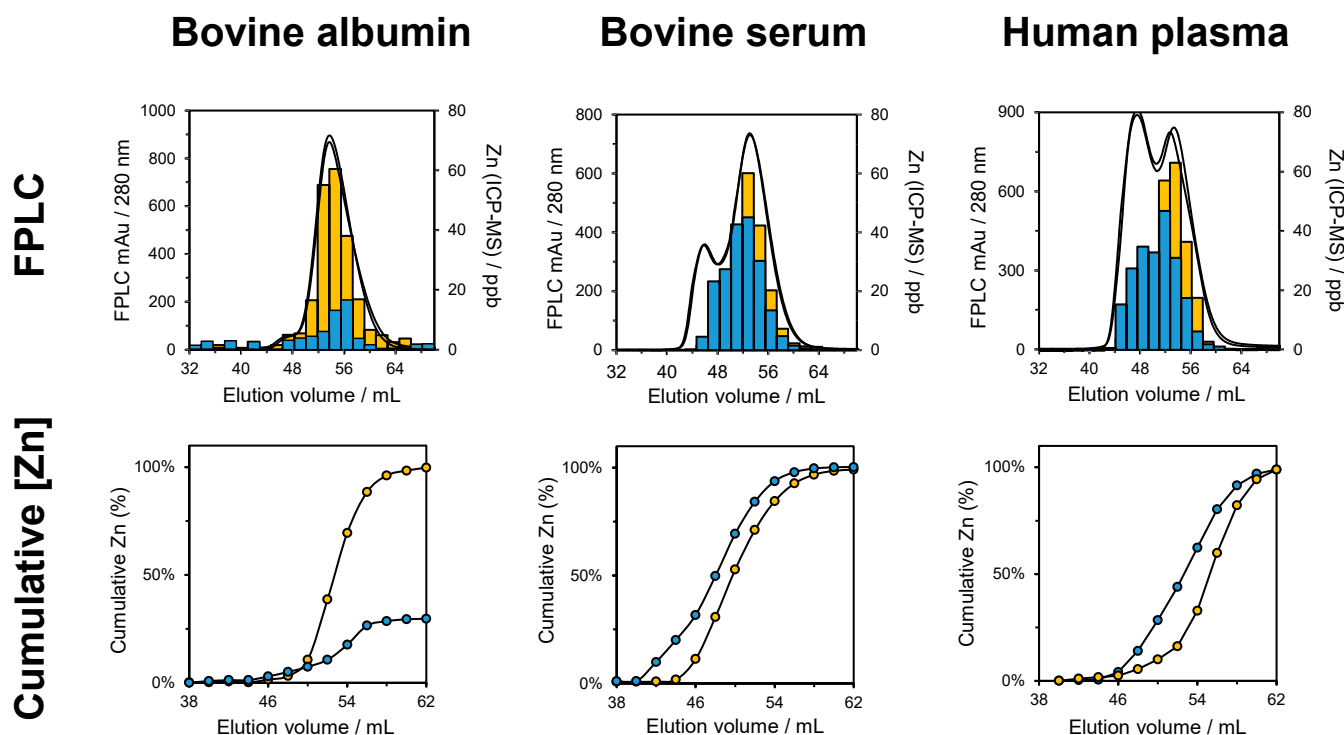 Bovine albumin
Bovine serum
Human plasma
FPLC
FPLC mAu / 280 nm
1000
800
600
400
200
0
80
60
40
20
0
Zn (ICP-MS) / ppb
32 40 48 56 64
Elution volume / mL
FPLC mAu / 280 nm
800
600
400
200
0
80
60
40
20
0
Zn (ICP-MS) / ppb
32 40 48 56 64
Elution volume / mL
FPLC mAu / 280 nm
900
600
300
0
80
60
40
20
0
Zn (ICP-MS) / ppb
32 40 48 56 64
Elution volume / mL
Cumulative [Zn]
Cumulative Zn (%)
100%
50%
0%
38 46 54 62
Elution volume / mL
Cumulative Zn (%)
100%
50%
0%
38 46 54 62
Elution volume / mL
Cumulative Zn (%)
100%
50%
0%
38 46 54 62
Elution volume / mL